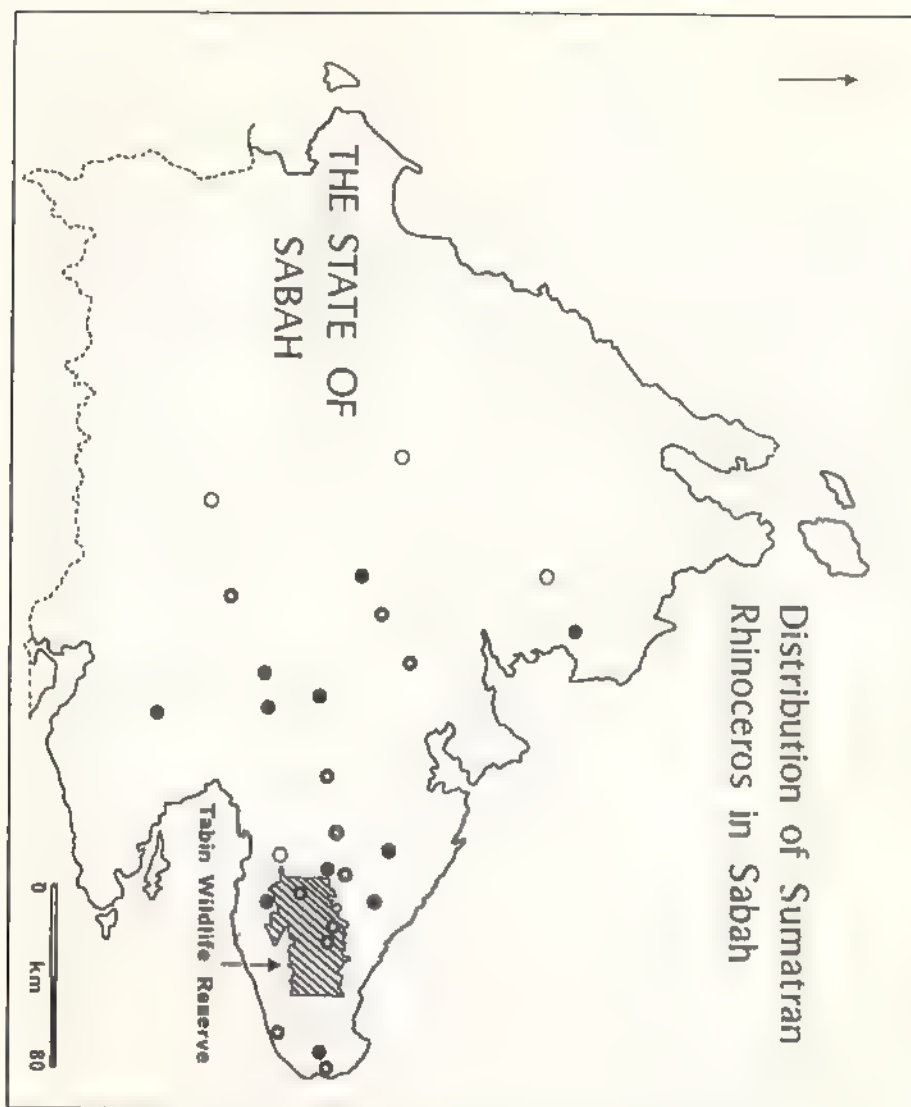 Distribution of Sumatran
Rhinoceros in Sabah
THE STATE OF
SABAH
Tabin Wildlife Reserve
0 km 80